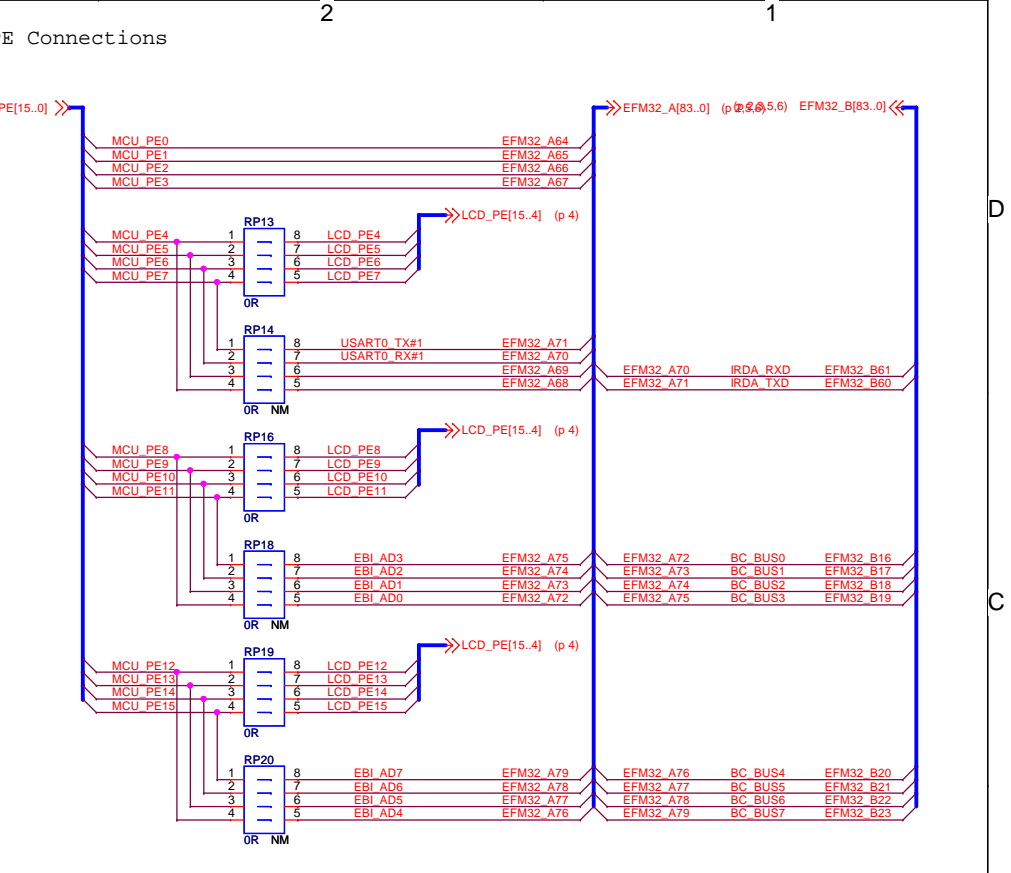 2 1
PE Connections
PE[15..0] EFM32_A[83..0] EFM32_B[83..0]
MCU_PE0 EFM32_A64
MCU_PE1 EFM32_A65
MCU_PE2 EFM32_A66
MCU_PE3 EFM32_A67
D
LCD_PE[15..4] (p 4)
RP13
MCU_PE4 1 8 LCD_PE4
MCU_PE5 2 7 LCD_PE5
MCU_PE6 3 6 LCD_PE6
MCU_PE7 4 5 LCD_PE7
0R
RP14
1 8 USART0_TX#1 EFM32_A71
2 7 USART0_RX#1 EFM32_A70
3 6 EFM32_A69 EFM32_A70 IRDA_RXD EFM32_B61
4 5 EFM32_A68 EFM32_A71 IRDA_TXD EFM32_B60
0R NM
LCD_PE[15..4] (p 4)
RP16
MCU_PE8 1 8 LCD_PE8
MCU_PE9 2 7 LCD_PE9
MCU_PE10 3 6 LCD_PE10
MCU_PE11 4 5 LCD_PE11
0R
RP18
1 8 EBI_AD3 EFM32_A75 EFM32_A72 BC_BUS0 EFM32_B16
2 7 EBI_AD2 EFM32_A74 EFM32_A73 BC_BUS1 EFM32_B17
3 6 EBI_AD1 EFM32_A73 EFM32_A74 BC_BUS2 EFM32_B18
4 5 EBI_AD0 EFM32_A72 EFM32_A75 BC_BUS3 EFM32_B19
C
0R NM
LCD_PE[15..4] (p 4)
RP19
MCU_PE12 1 8 LCD_PE12
MCU_PE13 2 7 LCD_PE13
MCU_PE14 3 6 LCD_PE14
MCU_PE15 4 5 LCD_PE15
0R
RP20
1 8 EBI_AD7 EFM32_A79 EFM32_A76 BC_BUS4 EFM32_B20
2 7 EBI_AD6 EFM32_A78 EFM32_A77 BC_BUS5 EFM32_B21
3 6 EBI_AD5 EFM32_A77 EFM32_A78 BC_BUS6 EFM32_B22
4 5 EBI_AD4 EFM32_A76 EFM32_A79 BC_BUS7 EFM32_B23
0R NM